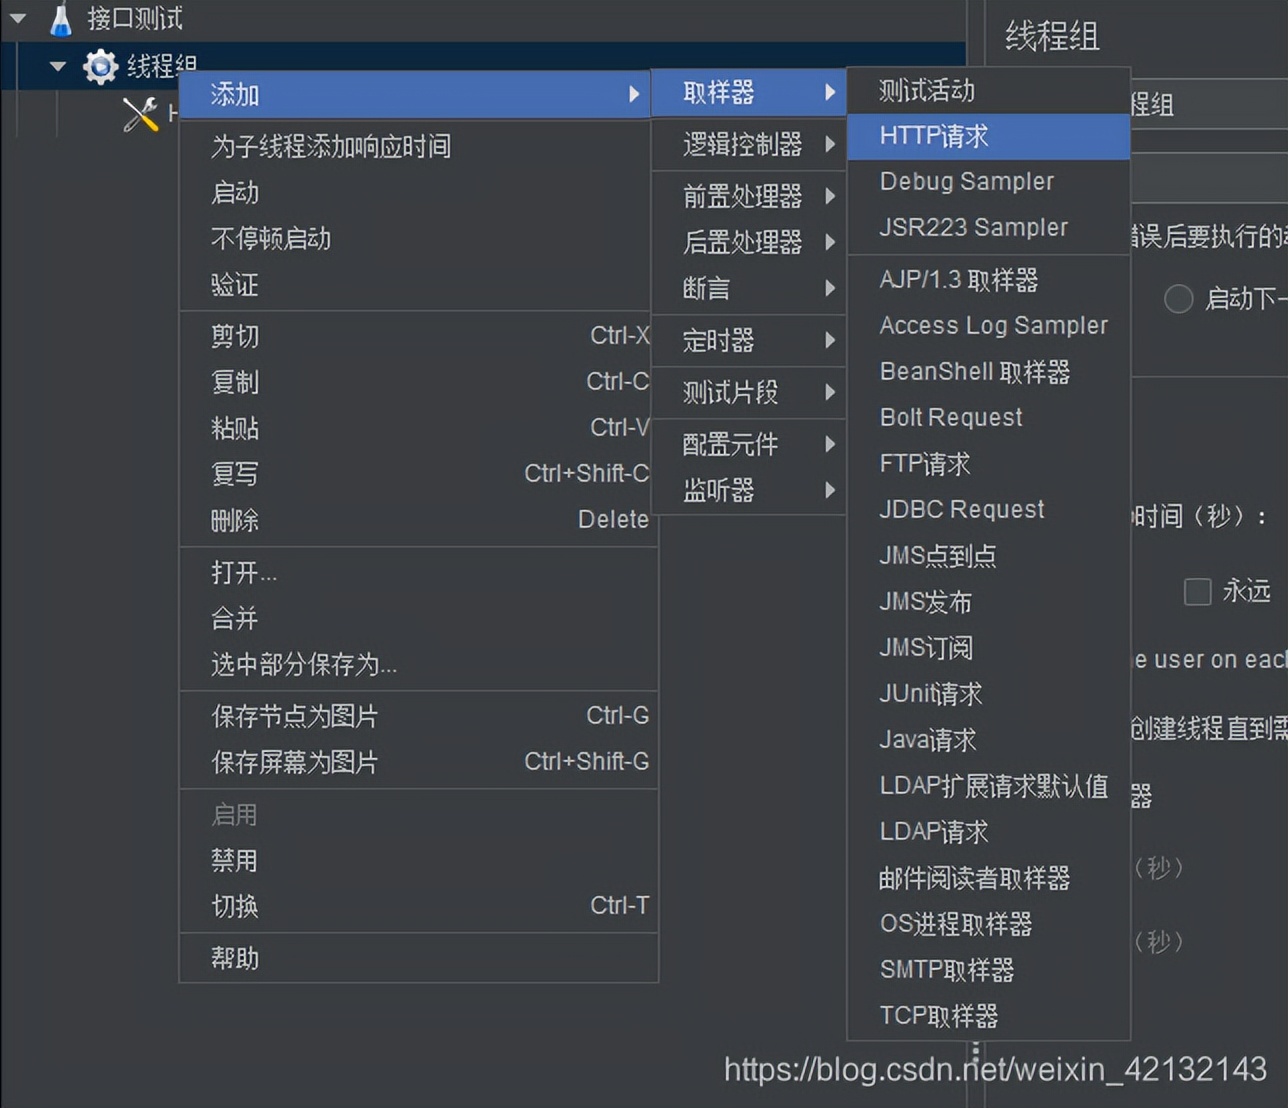 接口测试
线程组
H
添加
为子线程添加响应时间
启动
不停顿启动
验证
剪切 Ctrl-X
复制 Ctrl-C
粘贴 Ctrl-V
复写 Ctrl+Shift-C
删除 Delete
打开...
合并
选中部分保存为...
保存节点为图片 Ctrl-G
保存屏幕为图片 Ctrl+Shift-G
启用
禁用
切换 Ctrl-T
帮助
取样器
逻辑控制器
前置处理器
后置处理器
断言
定时器
测试片段
配置元件
监听器
测试活动
HTTP请求
Debug Sampler
JSR223 Sampler
AJP/1.3 取样器
Access Log Sampler
BeanShell 取样器
Bolt Request
FTP请求
JDBC Request
JMS点到点
JMS发布
JMS订阅
JUnit请求
Java请求
LDAP扩展请求默认值
LDAP请求
邮件阅读者取样器
OS进程取样器
SMTP取样器
TCP取样器
线程组
程组
错误后要执行的
启动下一
时间（秒）：
永远
e user on each
创建线程直到需
器
（秒）
（秒）
https://blog.csdn.net/weixin_42132143